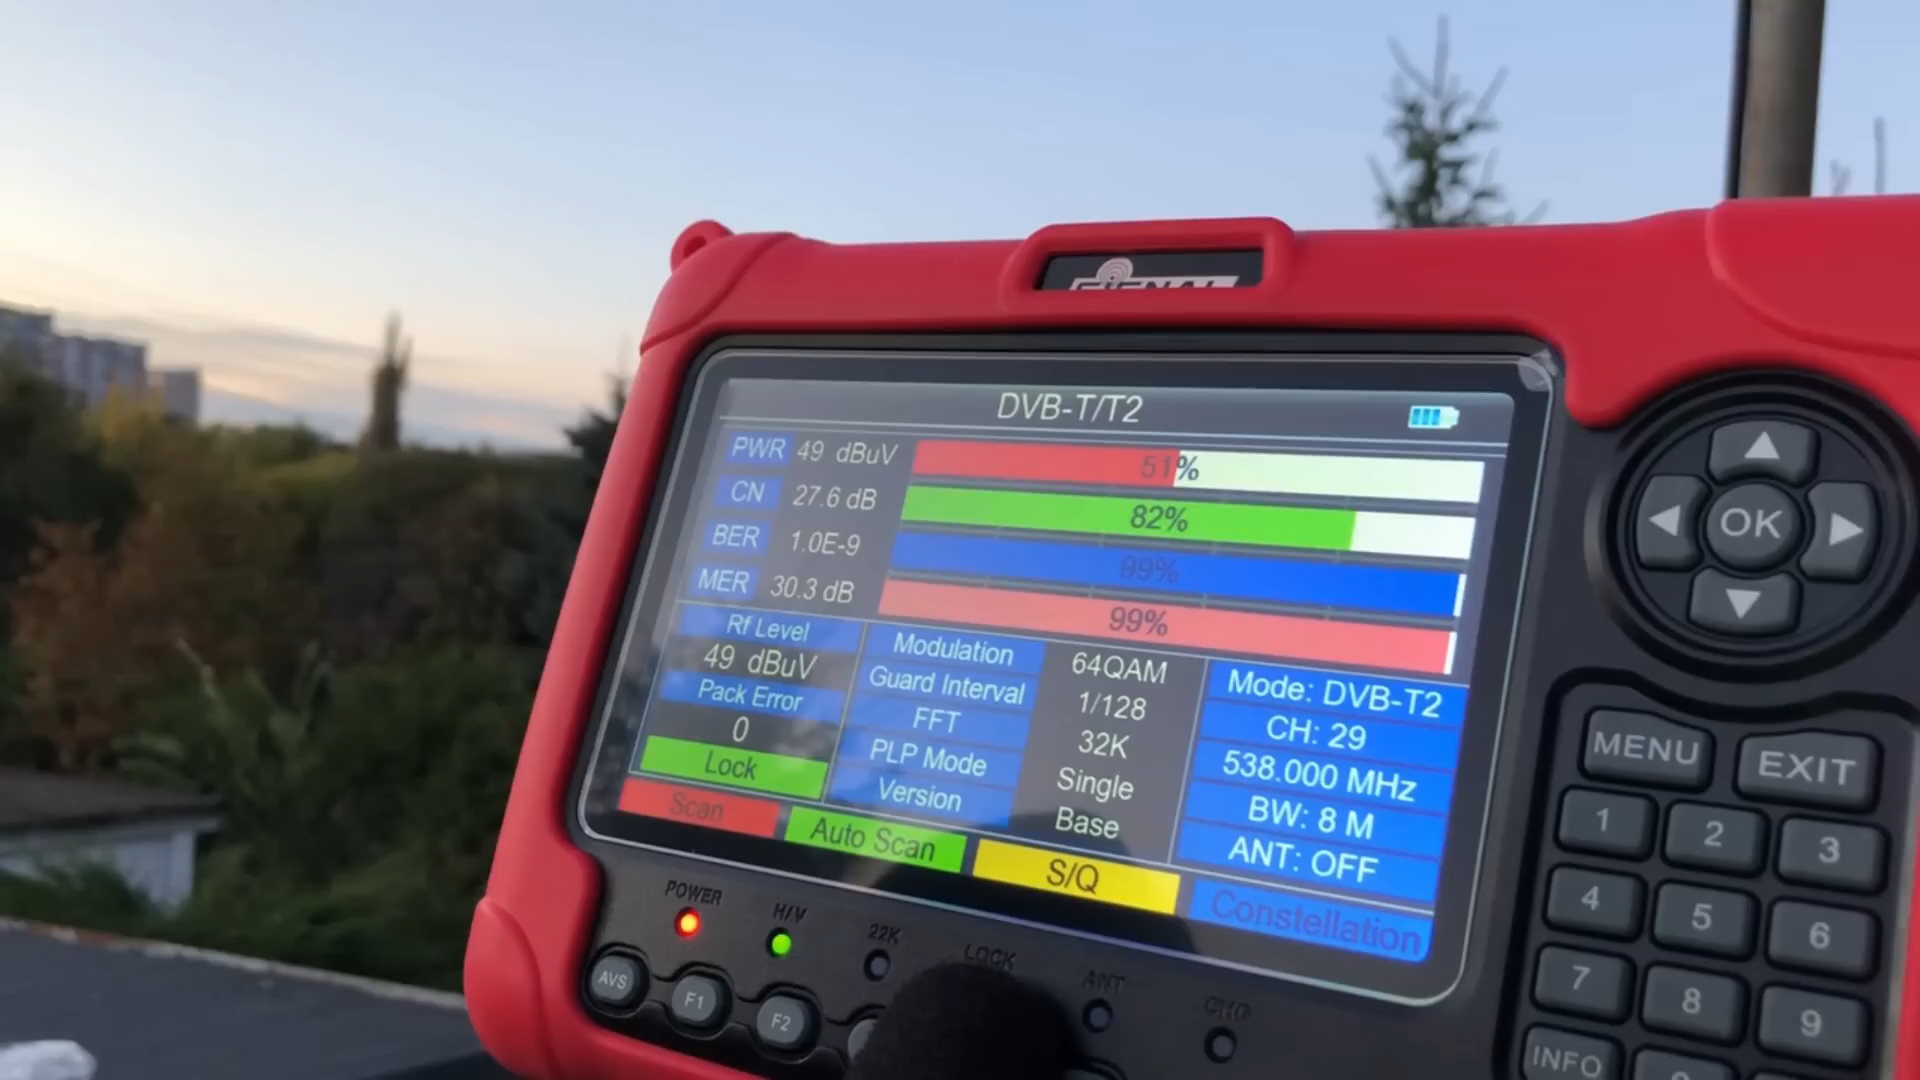 SIGNAL
DVB-T/T2
PWR 49 dBuV 51%
CN 27.6 dB 82%
BER 1.0E-9 99%
MER 30.3 dB 99%
Rf Level
49 dBuV
Pack Error
0
Lock
Modulation 64QAM
Guard Interval 1/128
FFT 32K
PLP Mode Single
Version Base
Mode: DVB-T2
CH: 29
538.000 MHz
BW: 8 M
ANT: OFF
Scan Auto Scan S/Q Constellation
POWER H/V 22K LOCK ANT CHG
AVS F1 F2
OK
MENU EXIT
1 2 3
4 5 6
7 8 9
INFO